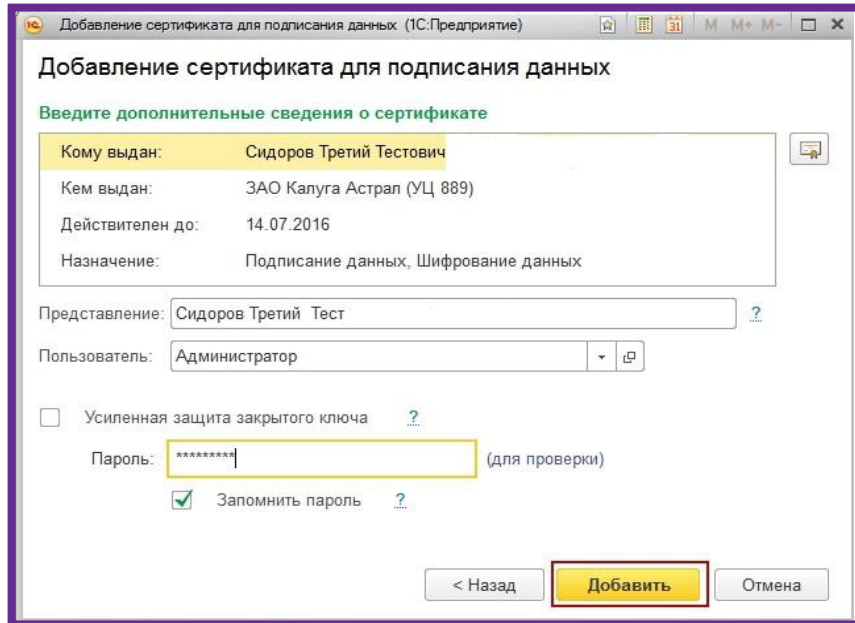 1С Добавление сертификата для подписания данных (1С:Предприятие) 31 M M+ M-
Добавление сертификата для подписания данных
Введите дополнительные сведения о сертификате
Кому выдан: Сидоров Третий Тестович
Кем выдан: ЗАО Калуга Астрал (УЦ 889)
Действителен до: 14.07.2016
Назначение: Подписание данных, Шифрование данных
Представление: Сидоров Третий Тест ?
Пользователь: Администратор
Усиленная защита закрытого ключа ?
Пароль: ********* (для проверки)
Запомнить пароль ?
< Назад Добавить Отмена